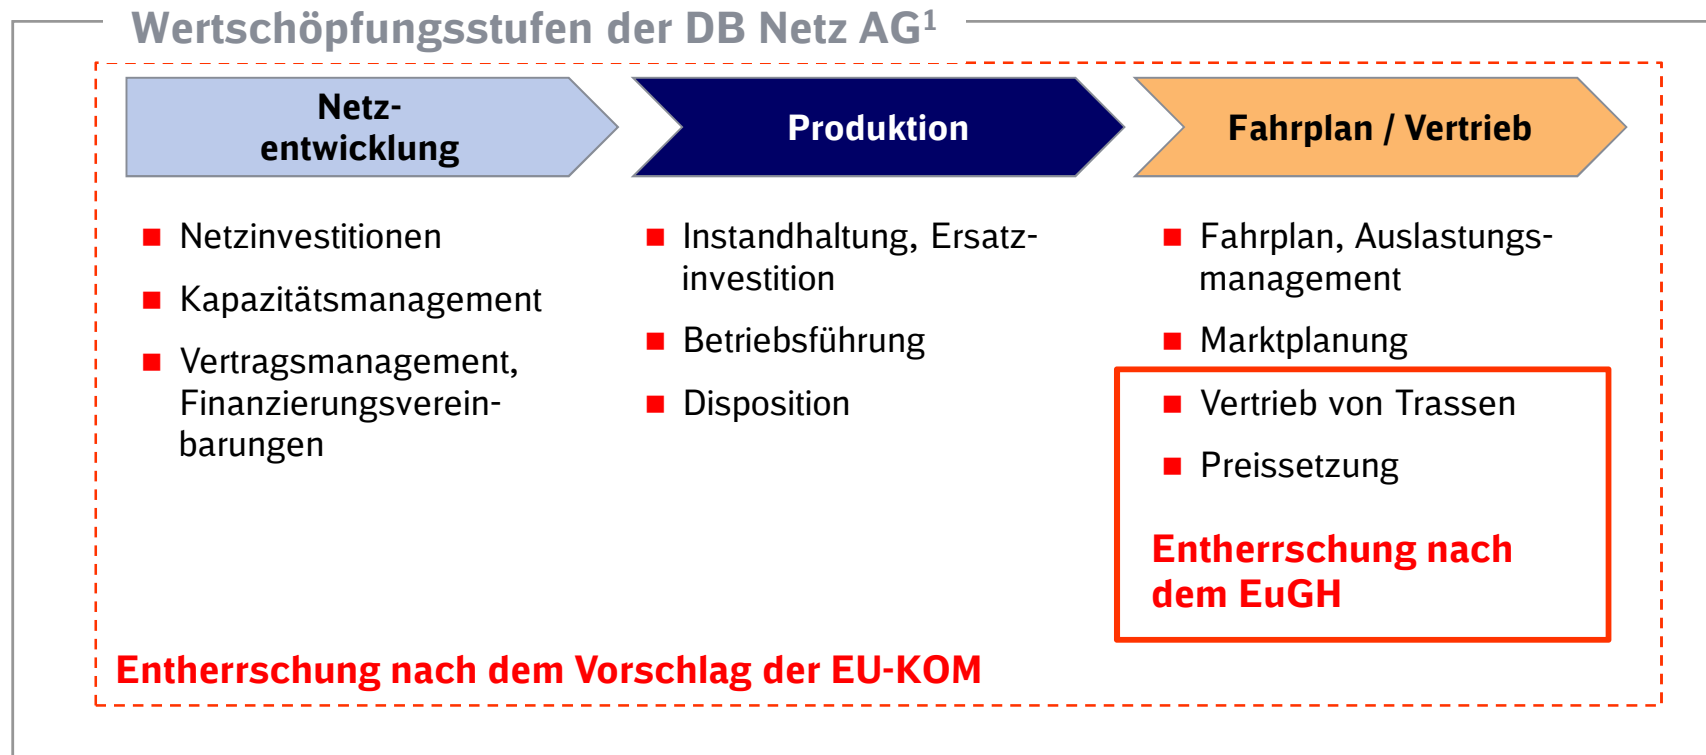 Wertschöpfungsstufen der DB Netz AG¹
Netz-
entwicklung
Netzinvestitionen
Kapazitätsmanagement
Vertragsmanagement,
Finanzierungsverein-
barungen
Produktion
Instandhaltung, Ersatz-
investition
Betriebsführung
Disposition
Fahrplan / Vertrieb
Fahrplan, Auslastungs-
management
Marktplanung
Vertrieb von Trassen
Preissetzung
Entherrschung nach
dem EuGH
Entherrschung nach dem Vorschlag der EU-KOM